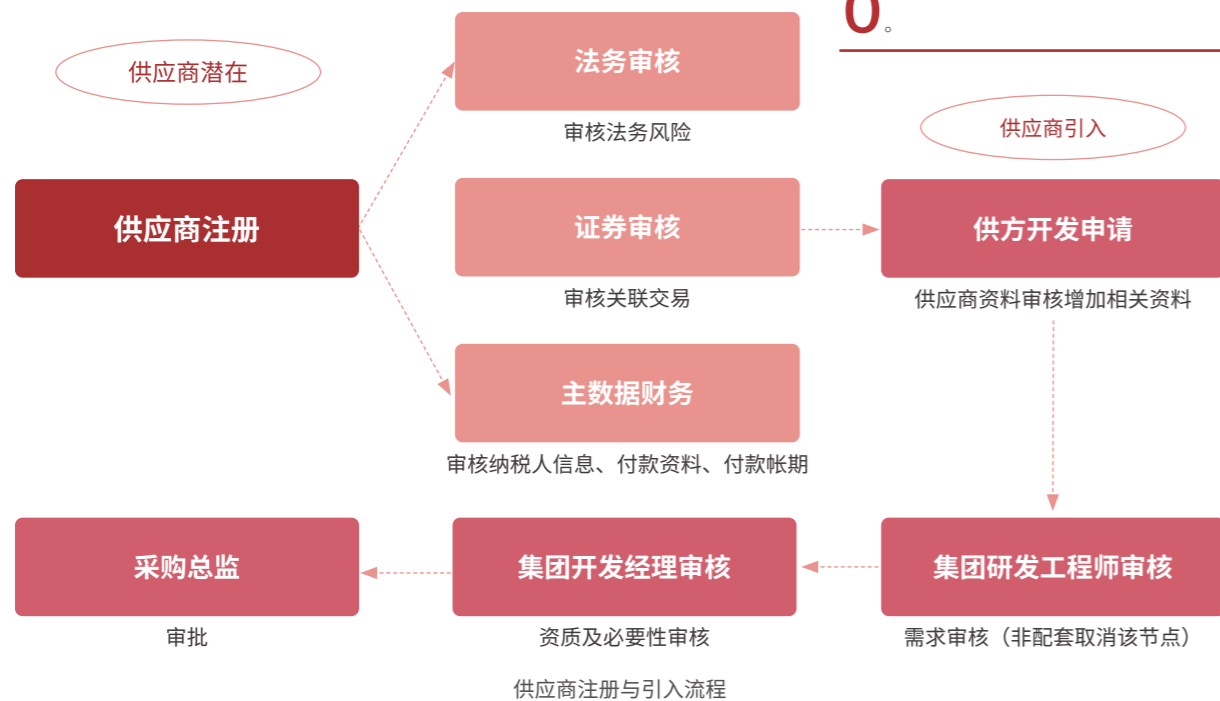 0。
供应商潜在
法务审核
审核法务风险
供应商引入
供应商注册
证券审核
审核关联交易
供方开发申请
供应商资料审核增加相关资料
主数据财务
审核纳税人信息、付款资料、付款帐期
采购总监
审批
集团开发经理审核
资质及必要性审核
集团研发工程师审核
需求审核（非配套取消该节点）
供应商注册与引入流程